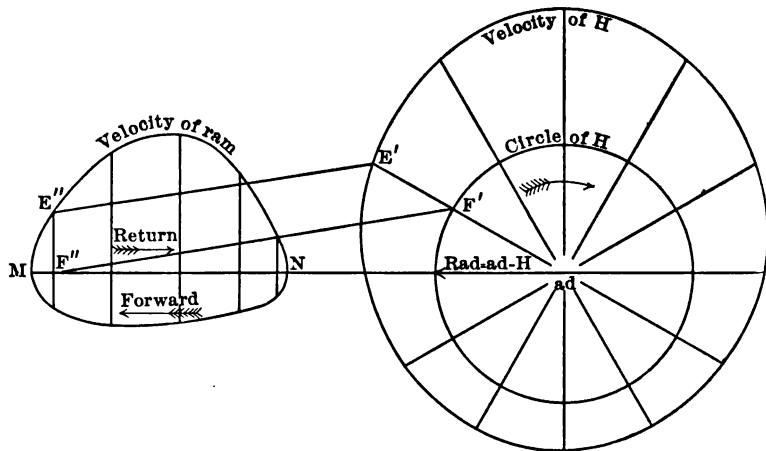 Velocity of H
Velocity of ram
Circle of H
E'
E"
F'
Return
M
F"
N
Rad=ad-H
ad
Forward